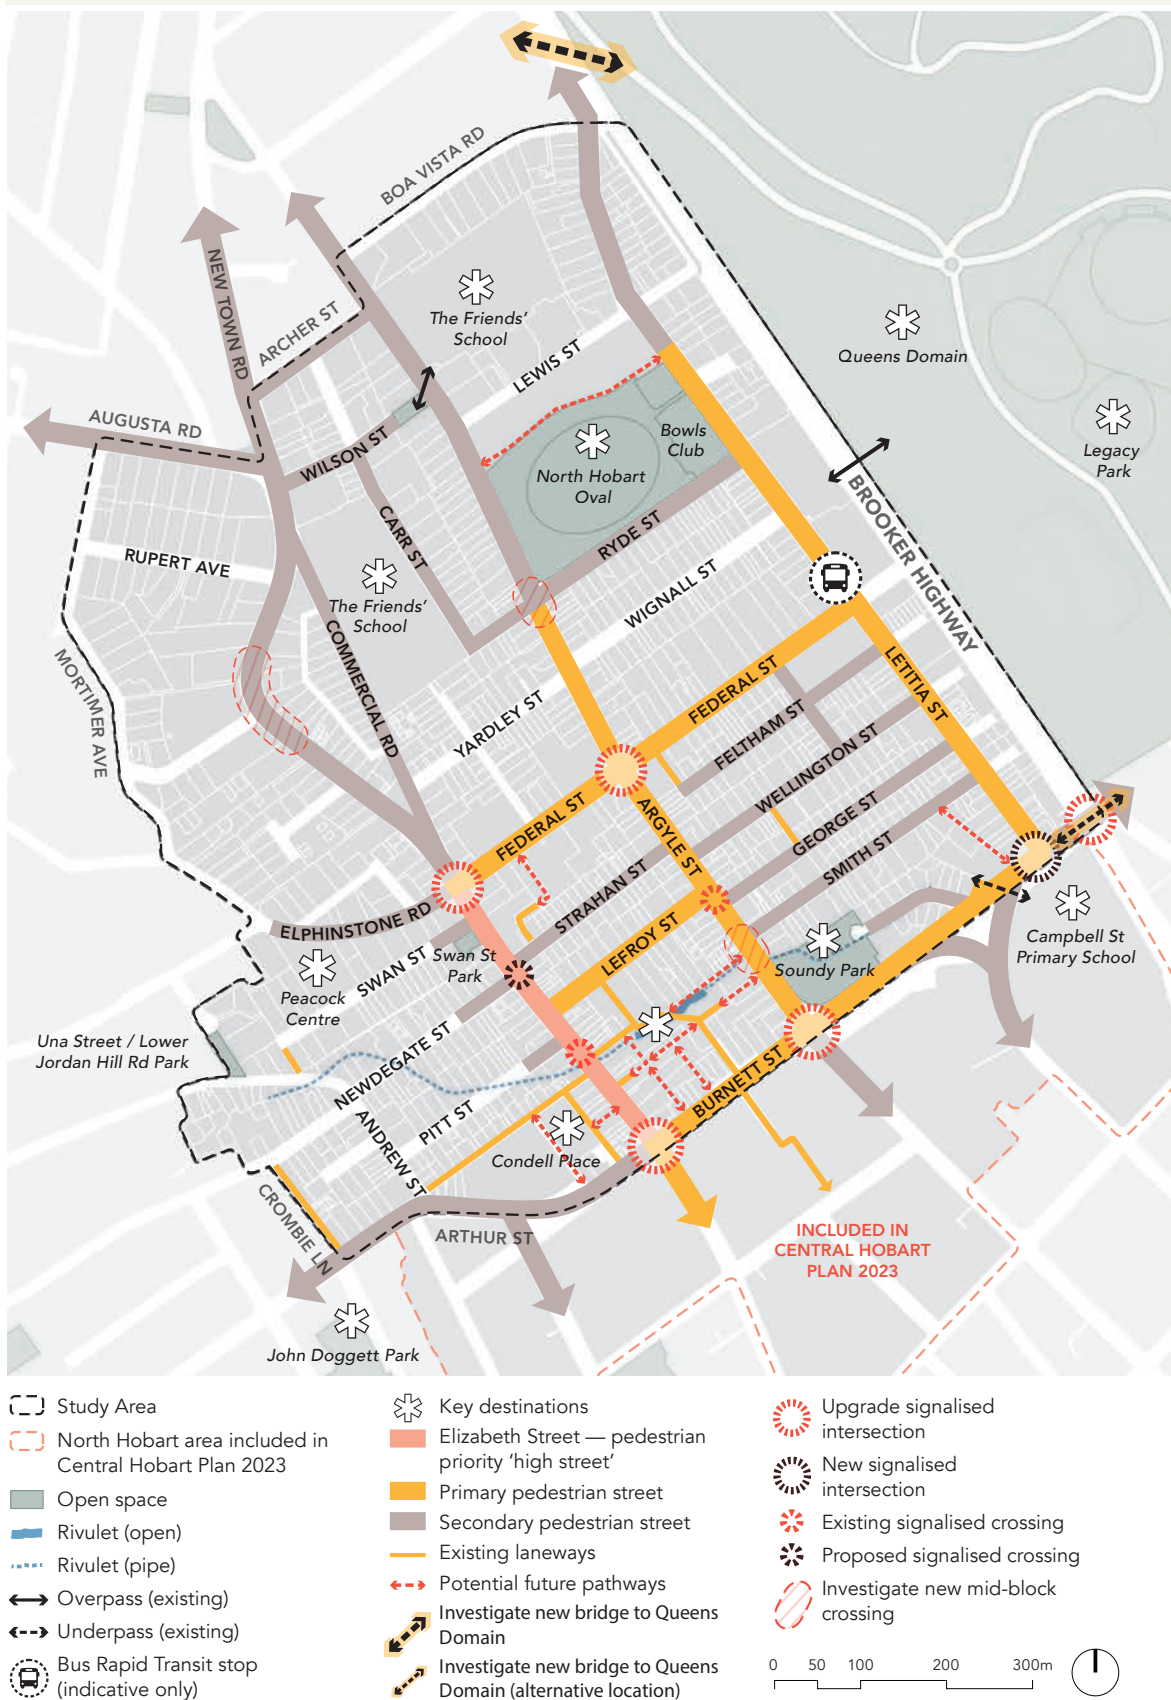 BOA VISTA RD
NEW TOWN RD
ARCHER ST
The Friends'
School
LEWIS ST
Queens Domain
AUGUSTA RD
WILSON ST
North Hobart
Oval
Bowls
Club
Legacy
Park
BROOKER HIGHWAY
RUPERT AVE
CARR ST
RYDE ST
The Friends'
School
WIGNALL ST
COMMERCIAL RD
MORTIMER AVE
YARDLEY ST
FEDERAL ST
LETITIA ST
FELTHAM ST
WELLINGTON ST
FEDERAL ST
ARGYLE ST
GEORGE ST
SMITH ST
STRAHAN ST
ELPHINSTONE RD
LEFROY ST
SWAN ST
Swan St
Park
Peacock
Centre
Soundy Park
Campbell St
Primary School
Una Street / Lower
Jordan Hill Rd Park
NEWDEGATE ST
PITT ST
BURNETT ST
ANDREW ST
Condell Place
CROMBIE LN
ARTHUR ST
INCLUDED IN
CENTRAL HOBART
PLAN 2023
John Doggett Park
Study Area
North Hobart area included in
Central Hobart Plan 2023
Open space
Rivulet (open)
Rivulet (pipe)
Overpass (existing)
Underpass (existing)
Bus Rapid Transit stop
(indicative only)
Key destinations
Elizabeth Street — pedestrian
priority 'high street'
Primary pedestrian street
Secondary pedestrian street
Existing laneways
Potential future pathways
Investigate new bridge to Queens
Domain
Investigate new bridge to Queens
Domain (alternative location)
Upgrade signalised
intersection
New signalised
intersection
Existing signalised crossing
Proposed signalised crossing
Investigate new mid-block
crossing
0 50 100 200 300m